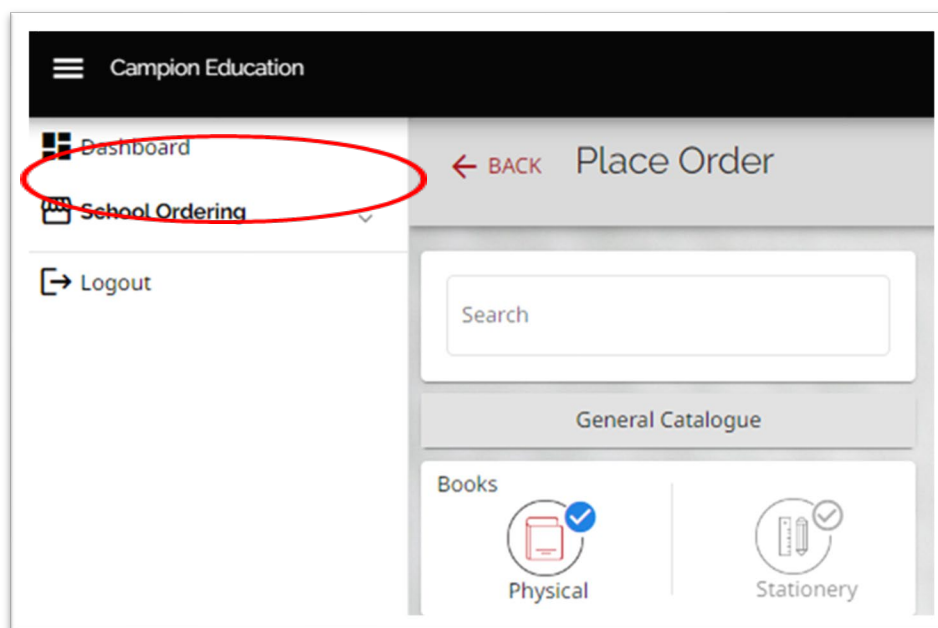 Campion Education
Dashboard
School Ordering
Logout
BACK Place Order
Search
General Catalogue
Books
Physical
Stationery